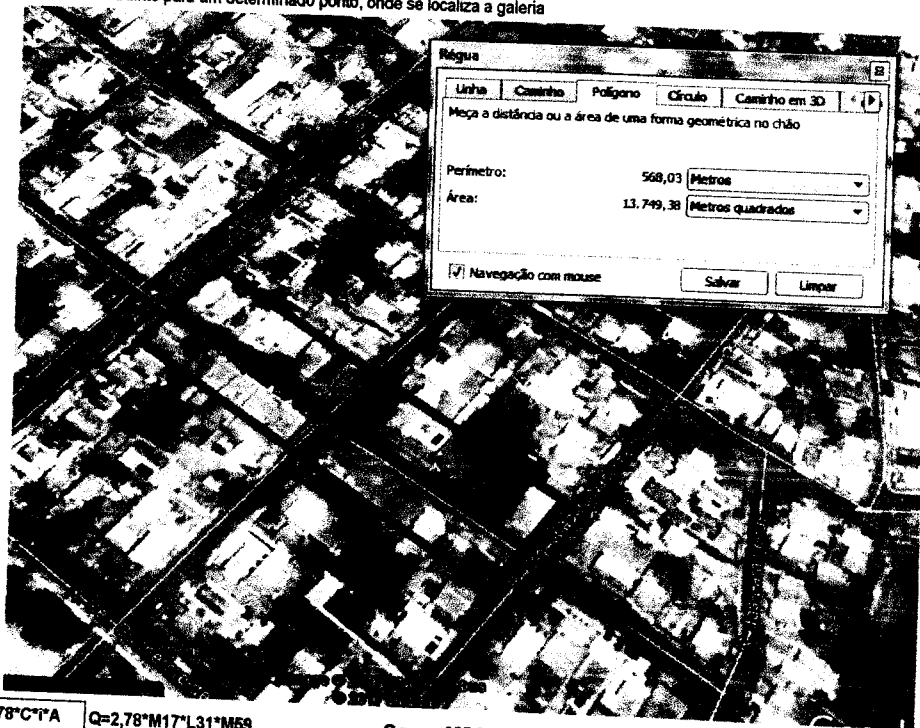 para um determinado ponto, onde se localiza a galeria
Régua
Linha Caminho Polígono Círculo Caminho em 3D
Meça a distância ou a área de uma forma geométrica no chão
Perímetro: 568,03 Metros
Área: 13.749,38 Metros quadrados
Navegação com mouse
Salvar Limpar
78*C*i*A Q=2,78*M17*L31*M59